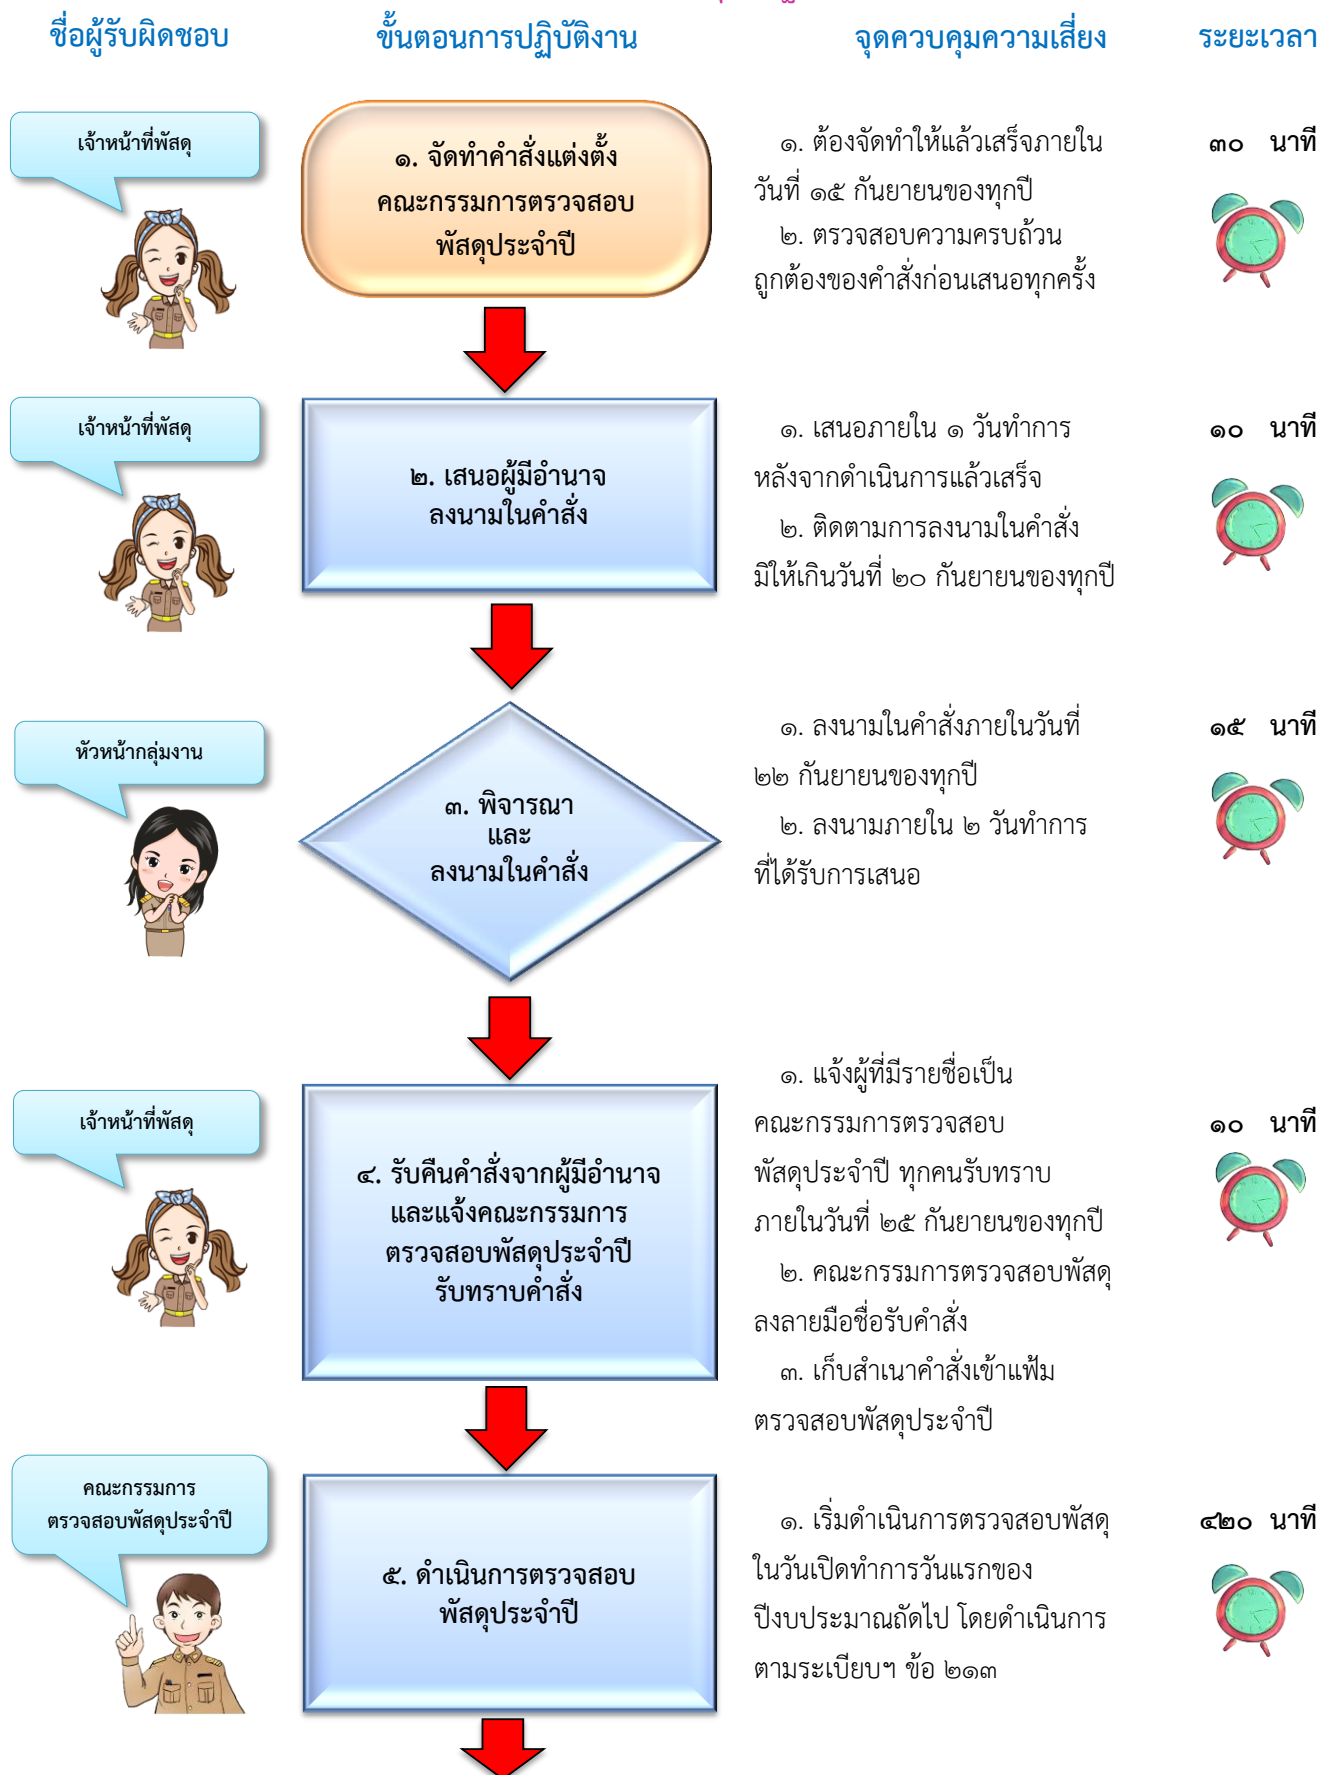 ชื่อผู้รับผิดชอบ ขั้นตอนการปฏิบัติงาน จุดควบคุมความเสี่ยง ระยะเวลา
เจ้าหน้าที่พัสดุ
๑. จัดทำคำสั่งแต่งตั้ง
คณะกรรมการตรวจสอบ
พัสดุประจำปี
๑. ต้องจัดทำให้แล้วเสร็จภายใน
วันที่ ๑๕ กันยายนของทุกปี
๒. ตรวจสอบความครบถ้วน
ถูกต้องของคำสั่งก่อนเสนอทุกครั้ง
๓๐ นาที
เจ้าหน้าที่พัสดุ
๒. เสนอผู้มีอำนาจ
ลงนามในคำสั่ง
๑. เสนอภายใน ๑ วันทำการ
หลังจากดำเนินการแล้วเสร็จ
๒. ติดตามการลงนามในคำสั่ง
มิให้เกินวันที่ ๒๐ กันยายนของทุกปี
๑๐ นาที
หัวหน้ากลุ่มงาน
๓. พิจารณา
และ
ลงนามในคำสั่ง
๑. ลงนามในคำสั่งภายในวันที่
๒๒ กันยายนของทุกปี
๒. ลงนามภายใน ๒ วันทำการ
ที่ได้รับการเสนอ
๑๕ นาที
เจ้าหน้าที่พัสดุ
๔. รับคืนคำสั่งจากผู้มีอำนาจ
และแจ้งคณะกรรมการ
ตรวจสอบพัสดุประจำปี
รับทราบคำสั่ง
๑. แจ้งผู้ที่มีรายชื่อเป็น
คณะกรรมการตรวจสอบ
พัสดุประจำปี ทุกคนรับทราบ
ภายในวันที่ ๒๕ กันยายนของทุกปี
๒. คณะกรรมการตรวจสอบพัสดุ
ลงลายมือชื่อรับคำสั่ง
๓. เก็บสำเนาคำสั่งเข้าแฟ้ม
ตรวจสอบพัสดุประจำปี
๑๐ นาที
คณะกรรมการ
ตรวจสอบพัสดุประจำปี
๕. ดำเนินการตรวจสอบ
พัสดุประจำปี
๑. เริ่มดำเนินการตรวจสอบพัสดุ
ในวันเปิดทำการวันแรกของ
ปีงบประมาณถัดไป โดยดำเนินการ
ตามระเบียบฯ ข้อ ๒๑๓
๔๒๐ นาที